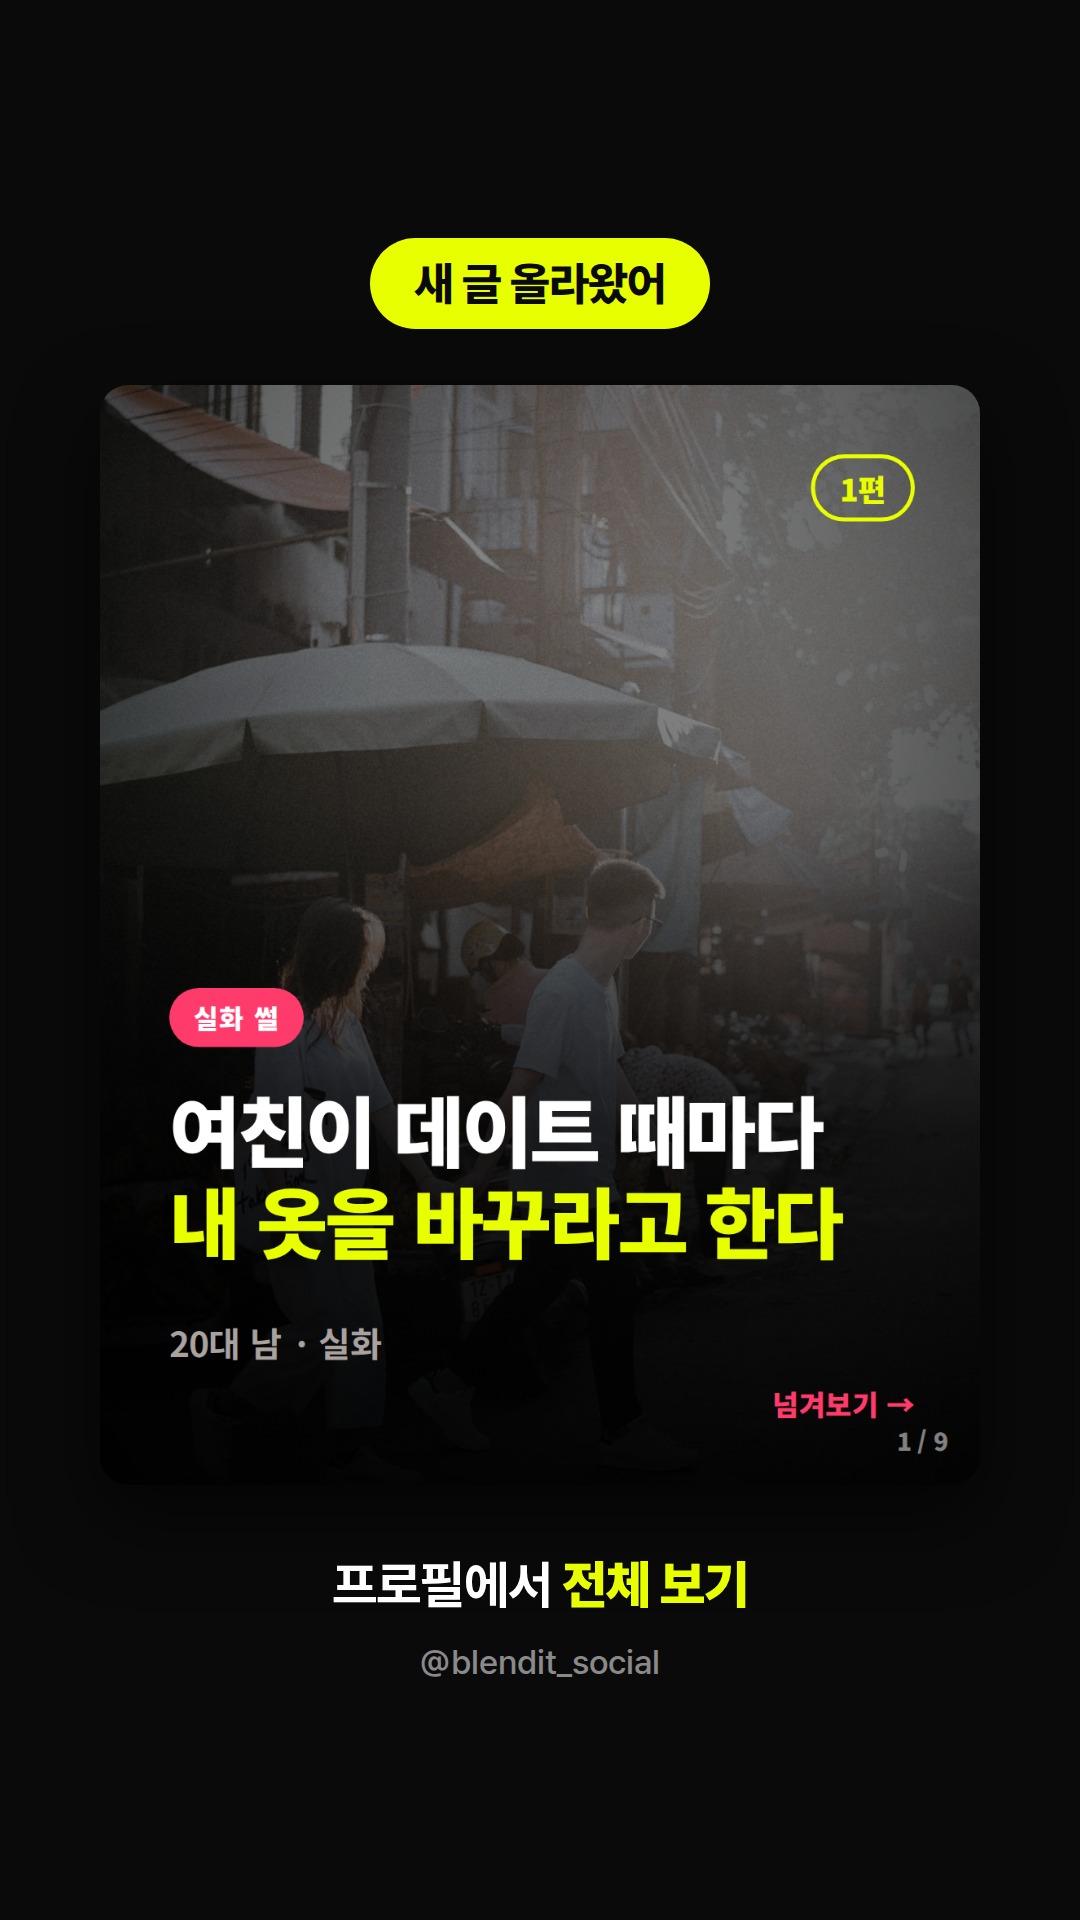 새 글 올라왔어
1편
실화 썰
여친이 데이트 때마다
내 옷을 바꾸라고 한다
20대 남 · 실화
넘겨보기 →
1 / 9
프로필에서 전체 보기
@blendit_social